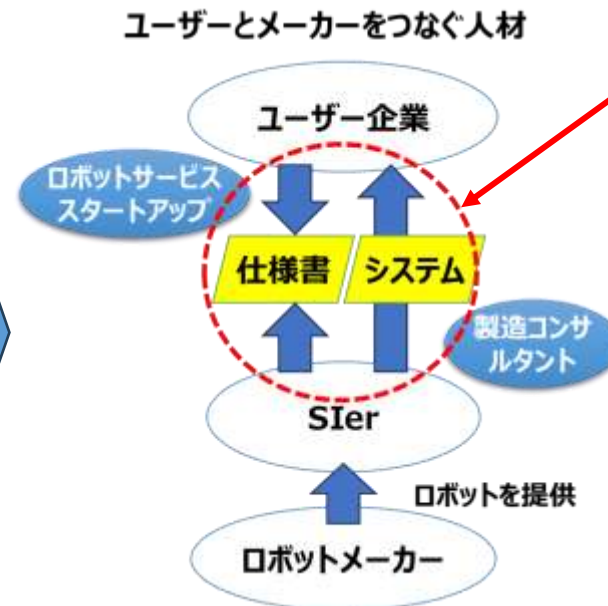 ユーザーとメーカーをつなぐ人材
ユーザー企業
ロボットサービス
スタートアップ
仕様書
システム
製造コンサ
ルタント
SIer
ロボットを提供
ロボットメーカー